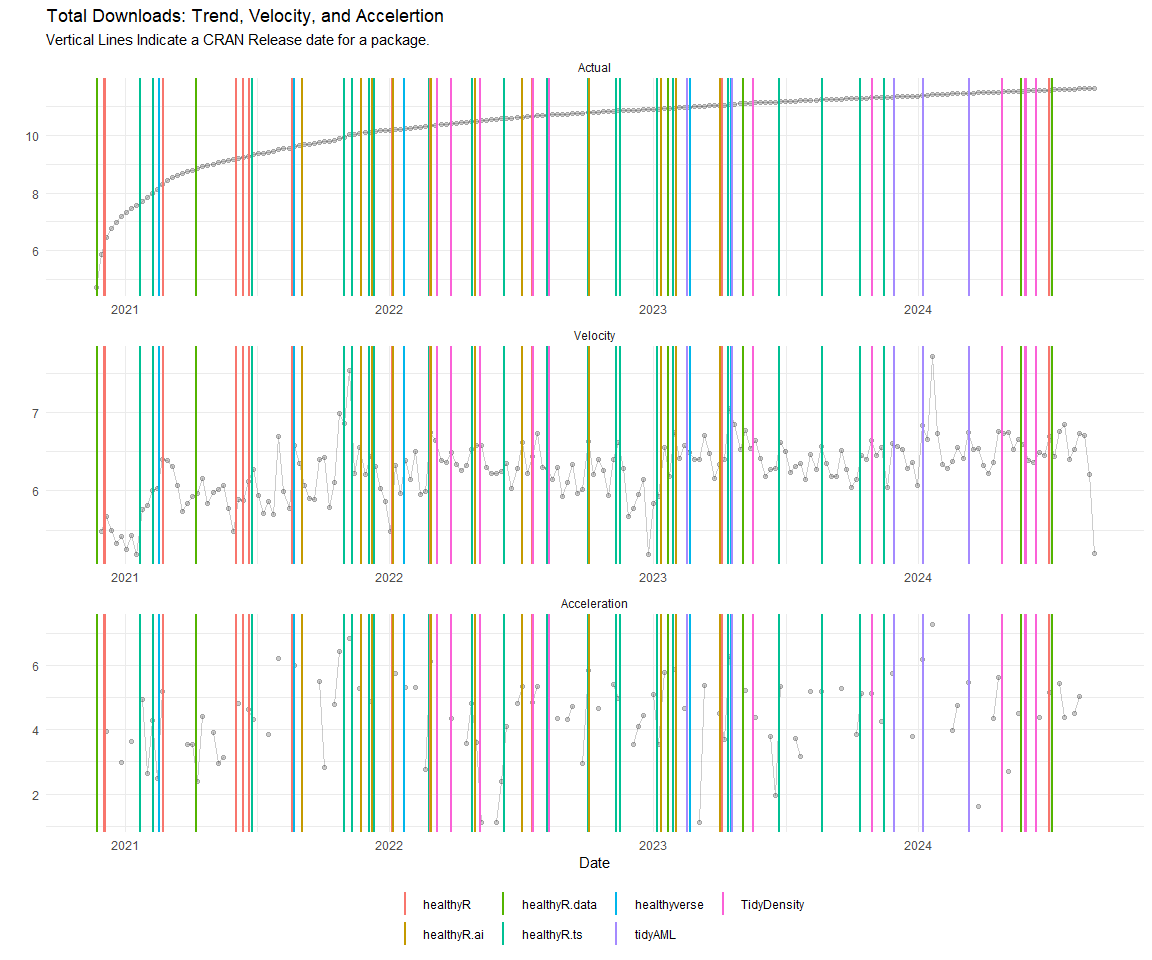 Total Downloads: Trend, Velocity, and Accelertion
Vertical Lines Indicate a CRAN Release date for a package.
Actual
10
8
6
2021 2022 2023 2024
Velocity
7
6
2021 2022 2023 2024
Acceleration
6
4
2
2021 2022 2023 2024
Date
healthyR healthyR.data healthyverse TidyDensity
healthyR.ai healthyR.ts tidyAML